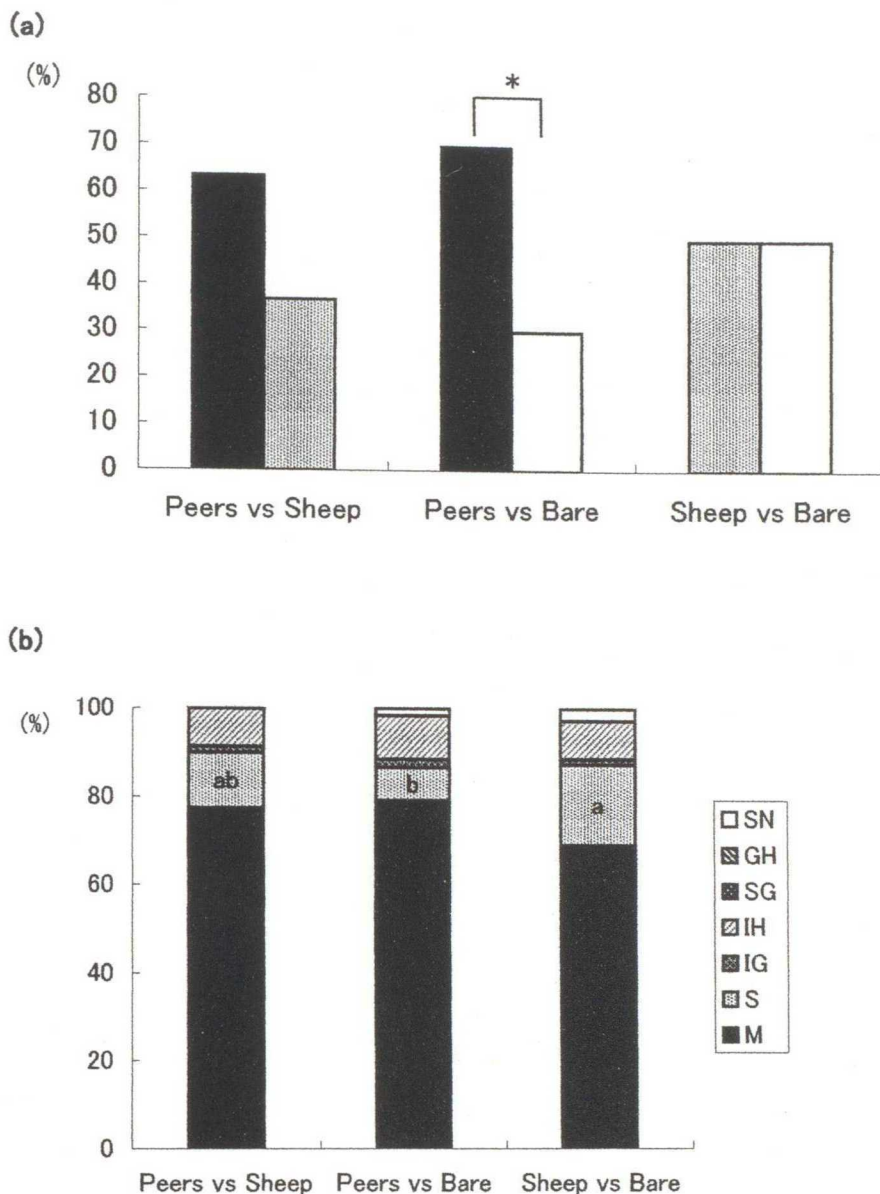 (a)
(%)
80
*
70
60
50
40
30
20
10
0
Peers vs Sheep Peers vs Bare Sheep vs Bare
(b)
(%)
100
80
60
40
20
0
ab
b
a
SN
GH
SG
IH
IG
S
M
Peers vs Sheep Peers vs Bare Sheep vs Bare